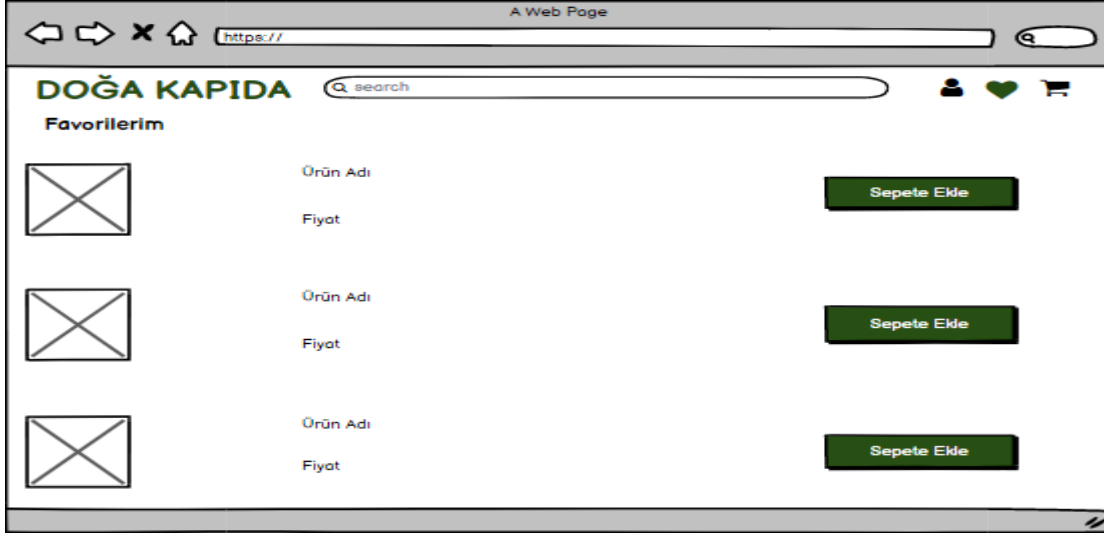 A Web Page
https://
DOĞA KAPIDA
search
Favorilerim
Ürün Adı
Sepete Ekle
Fiyat
Ürün Adı
Sepete Ekle
Fiyat
Ürün Adı
Sepete Ekle
Fiyat